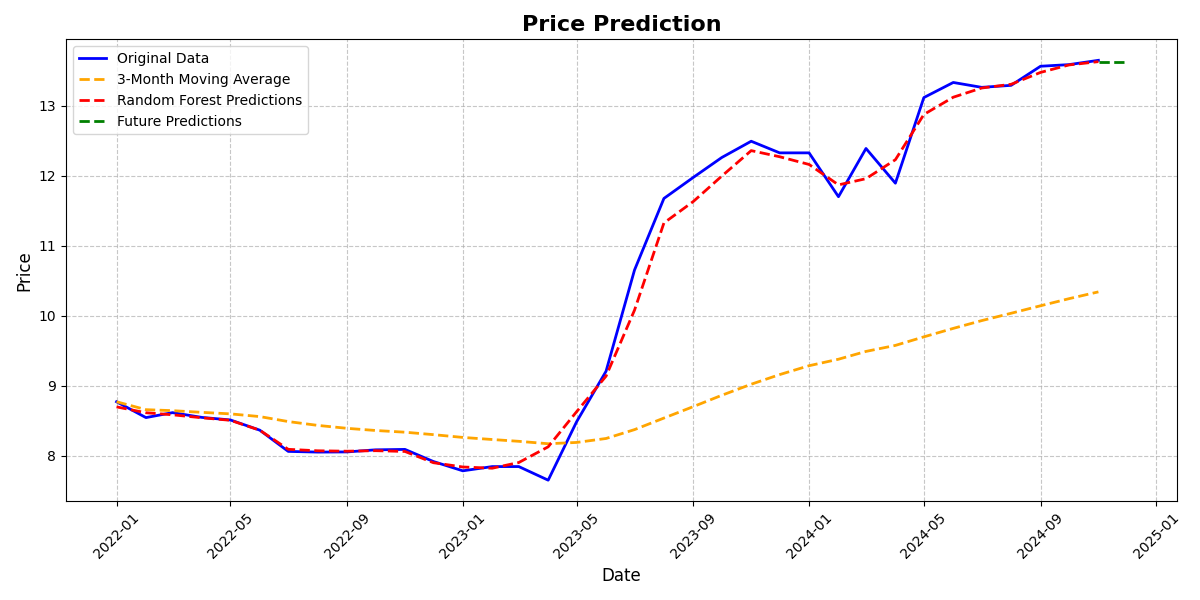 Price Prediction
Original Data
3-Month Moving Average
Random Forest Predictions
Future Predictions
Price
13
12
11
10
9
8
2022-01
2022-05
2022-09
2023-01
2023-05
2023-09
2024-01
2024-05
2024-09
2025-01
Date